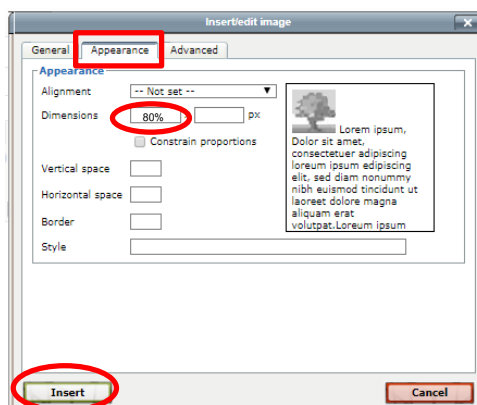 Insert/edit image
General Appearance Advanced
Appearance
Alignment -- Not set --
Dimensions 80% px
Constrain proportions
Vertical space
Horizontal space
Border
Style
Lorem ipsum,
Dolor sit amet,
consectetuer adipiscing
loreum ipsum edipiscing
elit, sed diam nonummy
nibh euismod tincidunt ut
laoreet dolore magna
aliquam erat
volutpat.Loreum ipsum
Insert Cancel